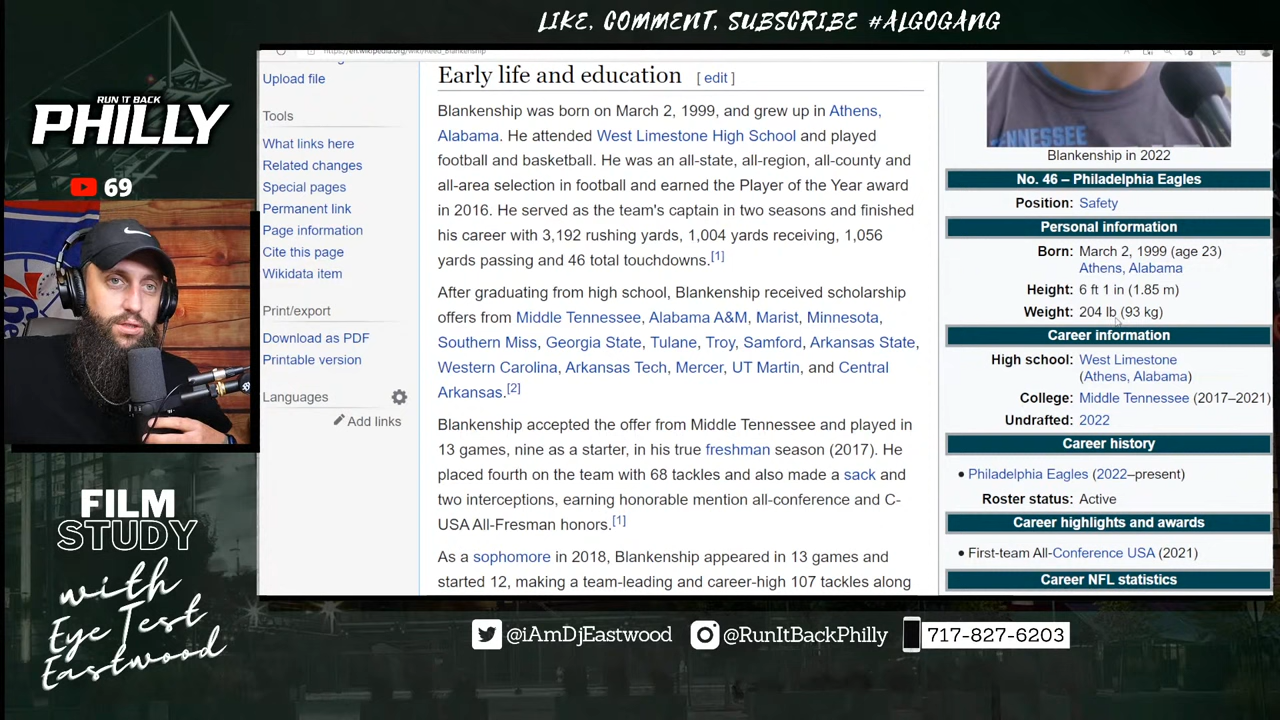 LIKE, COMMENT, SUBSCRIBE #ALGOGANG
RUN IT BACK
PHILLY
69
FILM
STUDY
with
Eye Test
Eastwood
Upload file
Tools
What links here
Related changes
Special pages
Permanent link
Page information
Cite this page
Wikidata item
Print/export
Download as PDF
Printable version
Languages
Add links
Early life and education [ edit ]
Blankenship was born on March 2, 1999, and grew up in Athens,
Alabama. He attended West Limestone High School and played
football and basketball. He was an all-state, all-region, all-county and
all-area selection in football and earned the Player of the Year award
in 2016. He served as the team's captain in two seasons and finished
his career with 3,192 rushing yards, 1,004 yards receiving, 1,056
yards passing and 46 total touchdowns.[1]
After graduating from high school, Blankenship received scholarship
offers from Middle Tennessee, Alabama A&M, Marist, Minnesota,
Southern Miss, Georgia State, Tulane, Troy, Samford, Arkansas State,
Western Carolina, Arkansas Tech, Mercer, UT Martin, and Central
Arkansas.[2]
Blankenship accepted the offer from Middle Tennessee and played in
13 games, nine as a starter, in his true freshman season (2017). He
placed fourth on the team with 68 tackles and also made a sack and
two interceptions, earning honorable mention all-conference and C-
USA All-Fresman honors.[1]
As a sophomore in 2018, Blankenship appeared in 13 games and
started 12, making a team-leading and career-high 107 tackles along
ENNESSEE
Blankenship in 2022
No. 46 – Philadelphia Eagles
Position: Safety
Personal information
Born: March 2, 1999 (age 23)
Athens, Alabama
Height: 6 ft 1 in (1.85 m)
Weight: 204 lb (93 kg)
Career information
High school: West Limestone
(Athens, Alabama)
College: Middle Tennessee (2017–2021)
Undrafted: 2022
Career history
• Philadelphia Eagles (2022–present)
Roster status: Active
Career highlights and awards
• First-team All-Conference USA (2021)
Career NFL statistics
@iAmDjEastwood
@RunItBackPhilly
717-827-6203